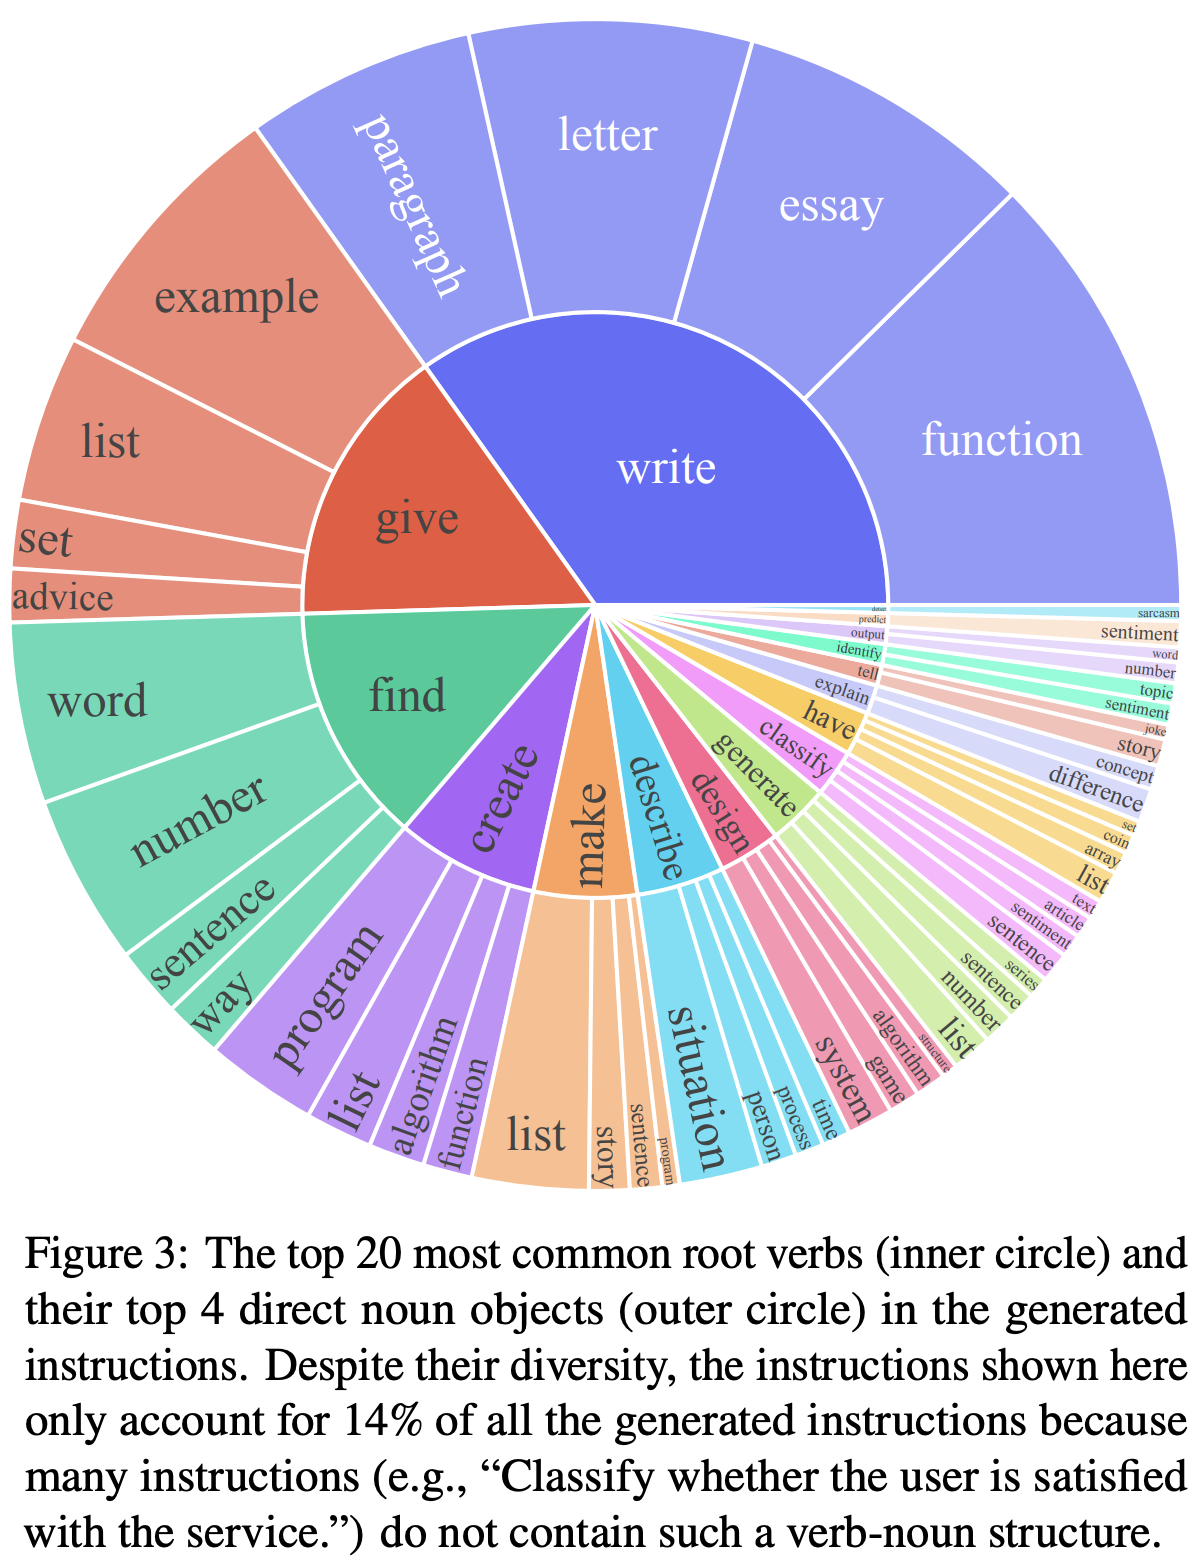 write
function
essay
letter
paragraph
give
example
list
set
advice
find
word
number
sentence
way
create
program
list
algorithm
function
make
list
story
sentence
program
describe
situation
person
process
time
design
system
game
algorithm
structure
generate
list
number
sentence
series
classify
sentence
sentiment
article
text
have
list
array
coin
set
explain
difference
concept
tell
story
joke
identify
sentiment
topic
output
number
word
predict
sentiment
sarcasm
Figure 3: The top 20 most common root verbs (inner circle) and
their top 4 direct noun objects (outer circle) in the generated
instructions. Despite their diversity, the instructions shown here
only account for 14% of all the generated instructions because
many instructions (e.g., “Classify whether the user is satisfied
with the service.”) do not contain such a verb-noun structure.